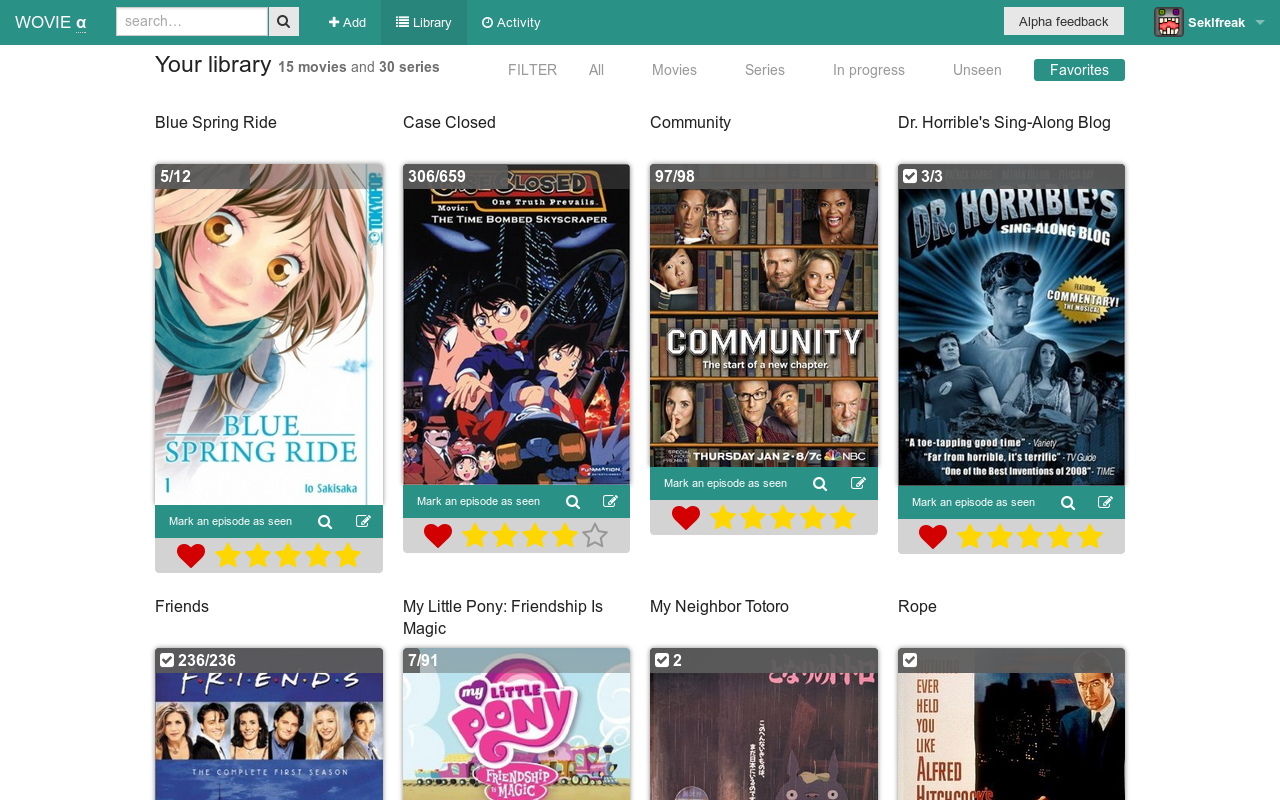 WOVIE α
search...
Add
Library
Activity
Alpha feedback
Seklfreak
Your library 15 movies and 30 series
FILTER
All
Movies
Series
In progress
Unseen
Favorites
Blue Spring Ride
Case Closed
Community
Dr. Horrible's Sing-Along Blog
5/12
TOKYOPOP
BLUE
SPRING RIDE
1
Io Sakisaka
Mark an episode as seen
306/659
CASE CLOSED
One Truth Prevails.
Movie:
THE TIME BOMBED SKYSCRAPER
FUNIMATION
Mark an episode as seen
97/98
COMMUNITY
The start of a new chapter.
THURSDAY JAN 2 • 8/7c NBC
Mark an episode as seen
3/3
DR. HORRIBLE'S
SING-ALONG BLOG
FEATURING
COMMENTARY!
THE MUSICAL
"A toe-tapping good time" - Variety
"Far from horrible, it's terrific" - TV Guide
"One of the Best Inventions of 2008" - TIME
Mark an episode as seen
Friends
My Little Pony: Friendship Is
Magic
My Neighbor Totoro
Rope
236/236
F·R·I·E·N·D·S
THE COMPLETE FIRST SEASON
7/91
my LITTLE
PONY
FRIENDSHIP
is MAGIC
2
となりのトトロ
EVER
HELD
YOU
LIKE
ALFRED
HITCHCOCK'S